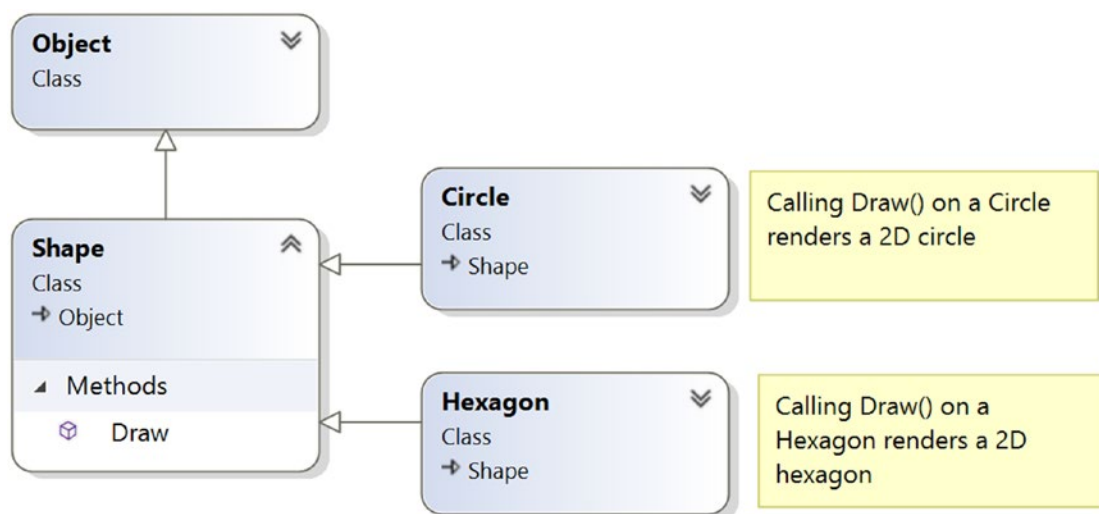 Object
Class
Shape
Class
Object
Methods
Draw
Circle
Class
Shape
Calling Draw() on a Circle
renders a 2D circle
Hexagon
Class
Shape
Calling Draw() on a
Hexagon renders a 2D
hexagon